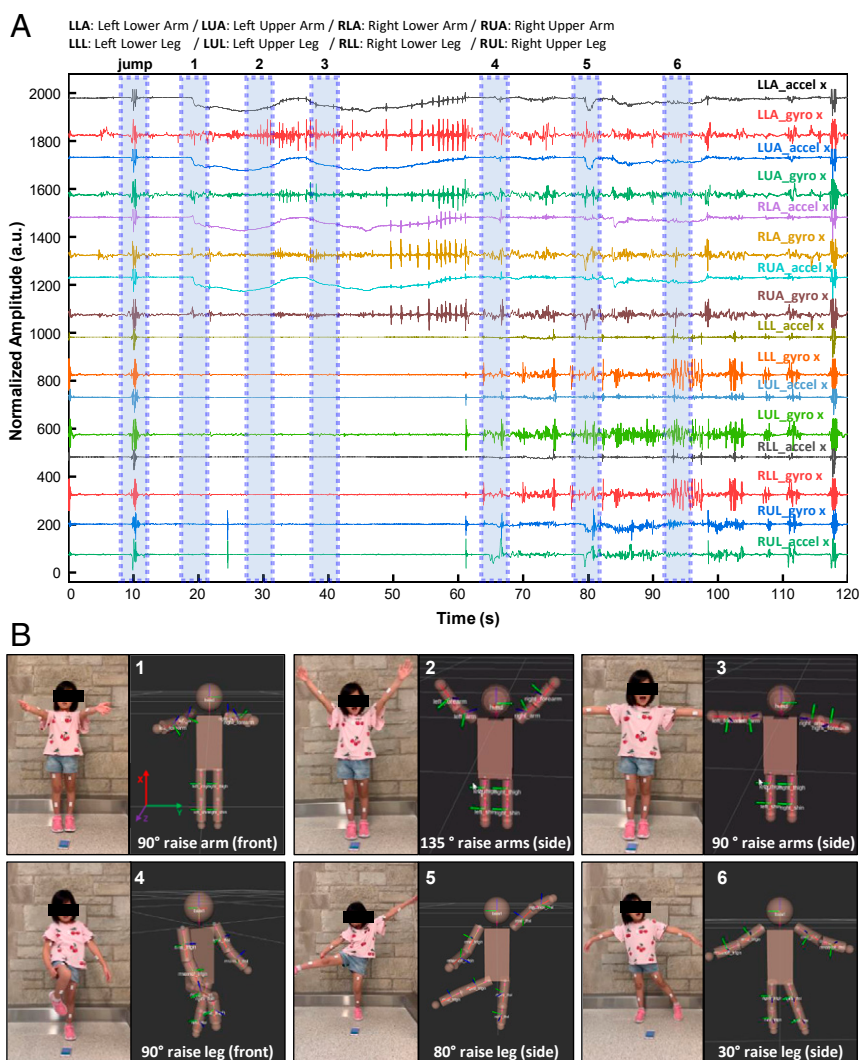 A
LLA: Left Lower Arm / LUA: Left Upper Arm / RLA: Right Lower Arm / RUA: Right Upper Arm
LLL: Left Lower Leg / LUL: Left Upper Leg / RLL: Right Lower Leg / RUL: Right Upper Leg
jump 1 2 3 4 5 6
LLA_accel x
LLA_gyro x
LUA_accel x
LUA_gyro x
RLA_accel x
RLA_gyro x
RUA_accel x
RUA_gyro x
LLL_accel x
LLL_gyro x
LUL_accel x
LUL_gyro x
RLL_accel x
RLL_gyro x
RUL_gyro x
RUL_accel x
Normalized Amplitude (a.u.)
2000
1800
1600
1400
1200
1000
800
600
400
200
0
0 10 20 30 40 50 60 70 80 90 100 110 120
Time (s)
B
1
X
Y
Z
90° raise arm (front)
2
135 ° raise arms (side)
3
90 ° raise arms (side)
4
90° raise leg (front)
5
80° raise leg (side)
6
30° raise leg (side)